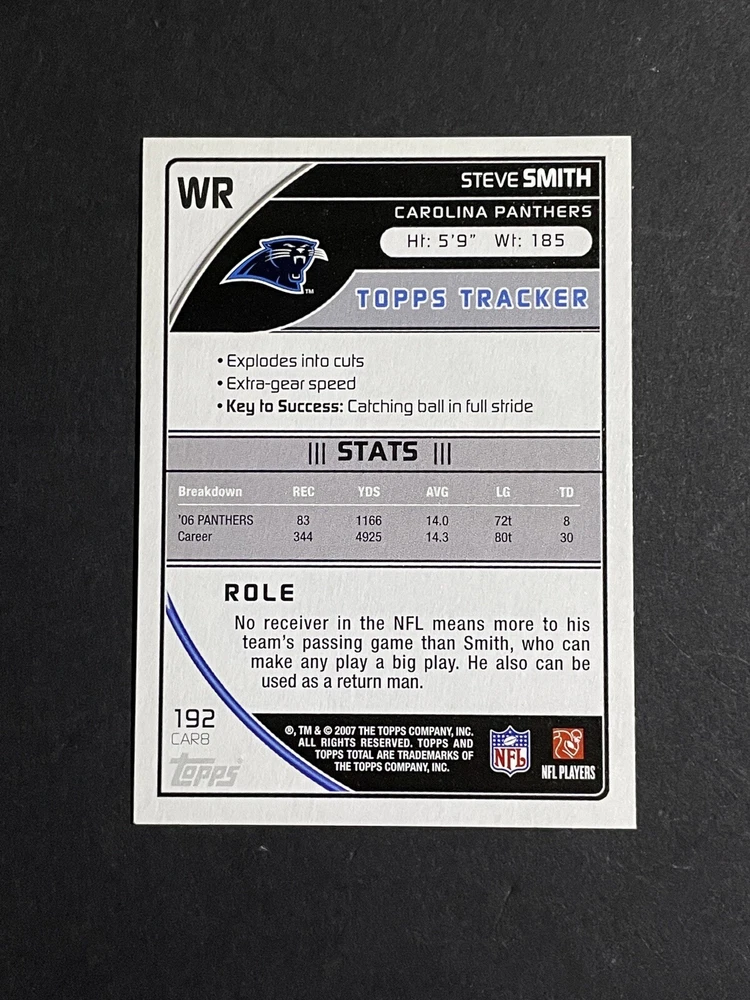 WR
STEVE SMITH
CAROLINA PANTHERS
Ht: 5'9" Wt: 185
TM
TOPPS TRACKER
• Explodes into cuts
• Extra-gear speed
• Key to Success: Catching ball in full stride
||| STATS |||
Breakdown REC YDS AVG LG TD
'06 PANTHERS 83 1166 14.0 72t 8
Career 344 4925 14.3 80t 30
ROLE
No receiver in the NFL means more to his
team's passing game than Smith, who can
make any play a big play. He also can be
used as a return man.
192
CAR8
topps
®, TM & © 2007 THE TOPPS COMPANY, INC.
ALL RIGHTS RESERVED. TOPPS AND
TOPPS TOTAL ARE TRADEMARKS OF
THE TOPPS COMPANY, INC.
NFL
NFL PLAYERS